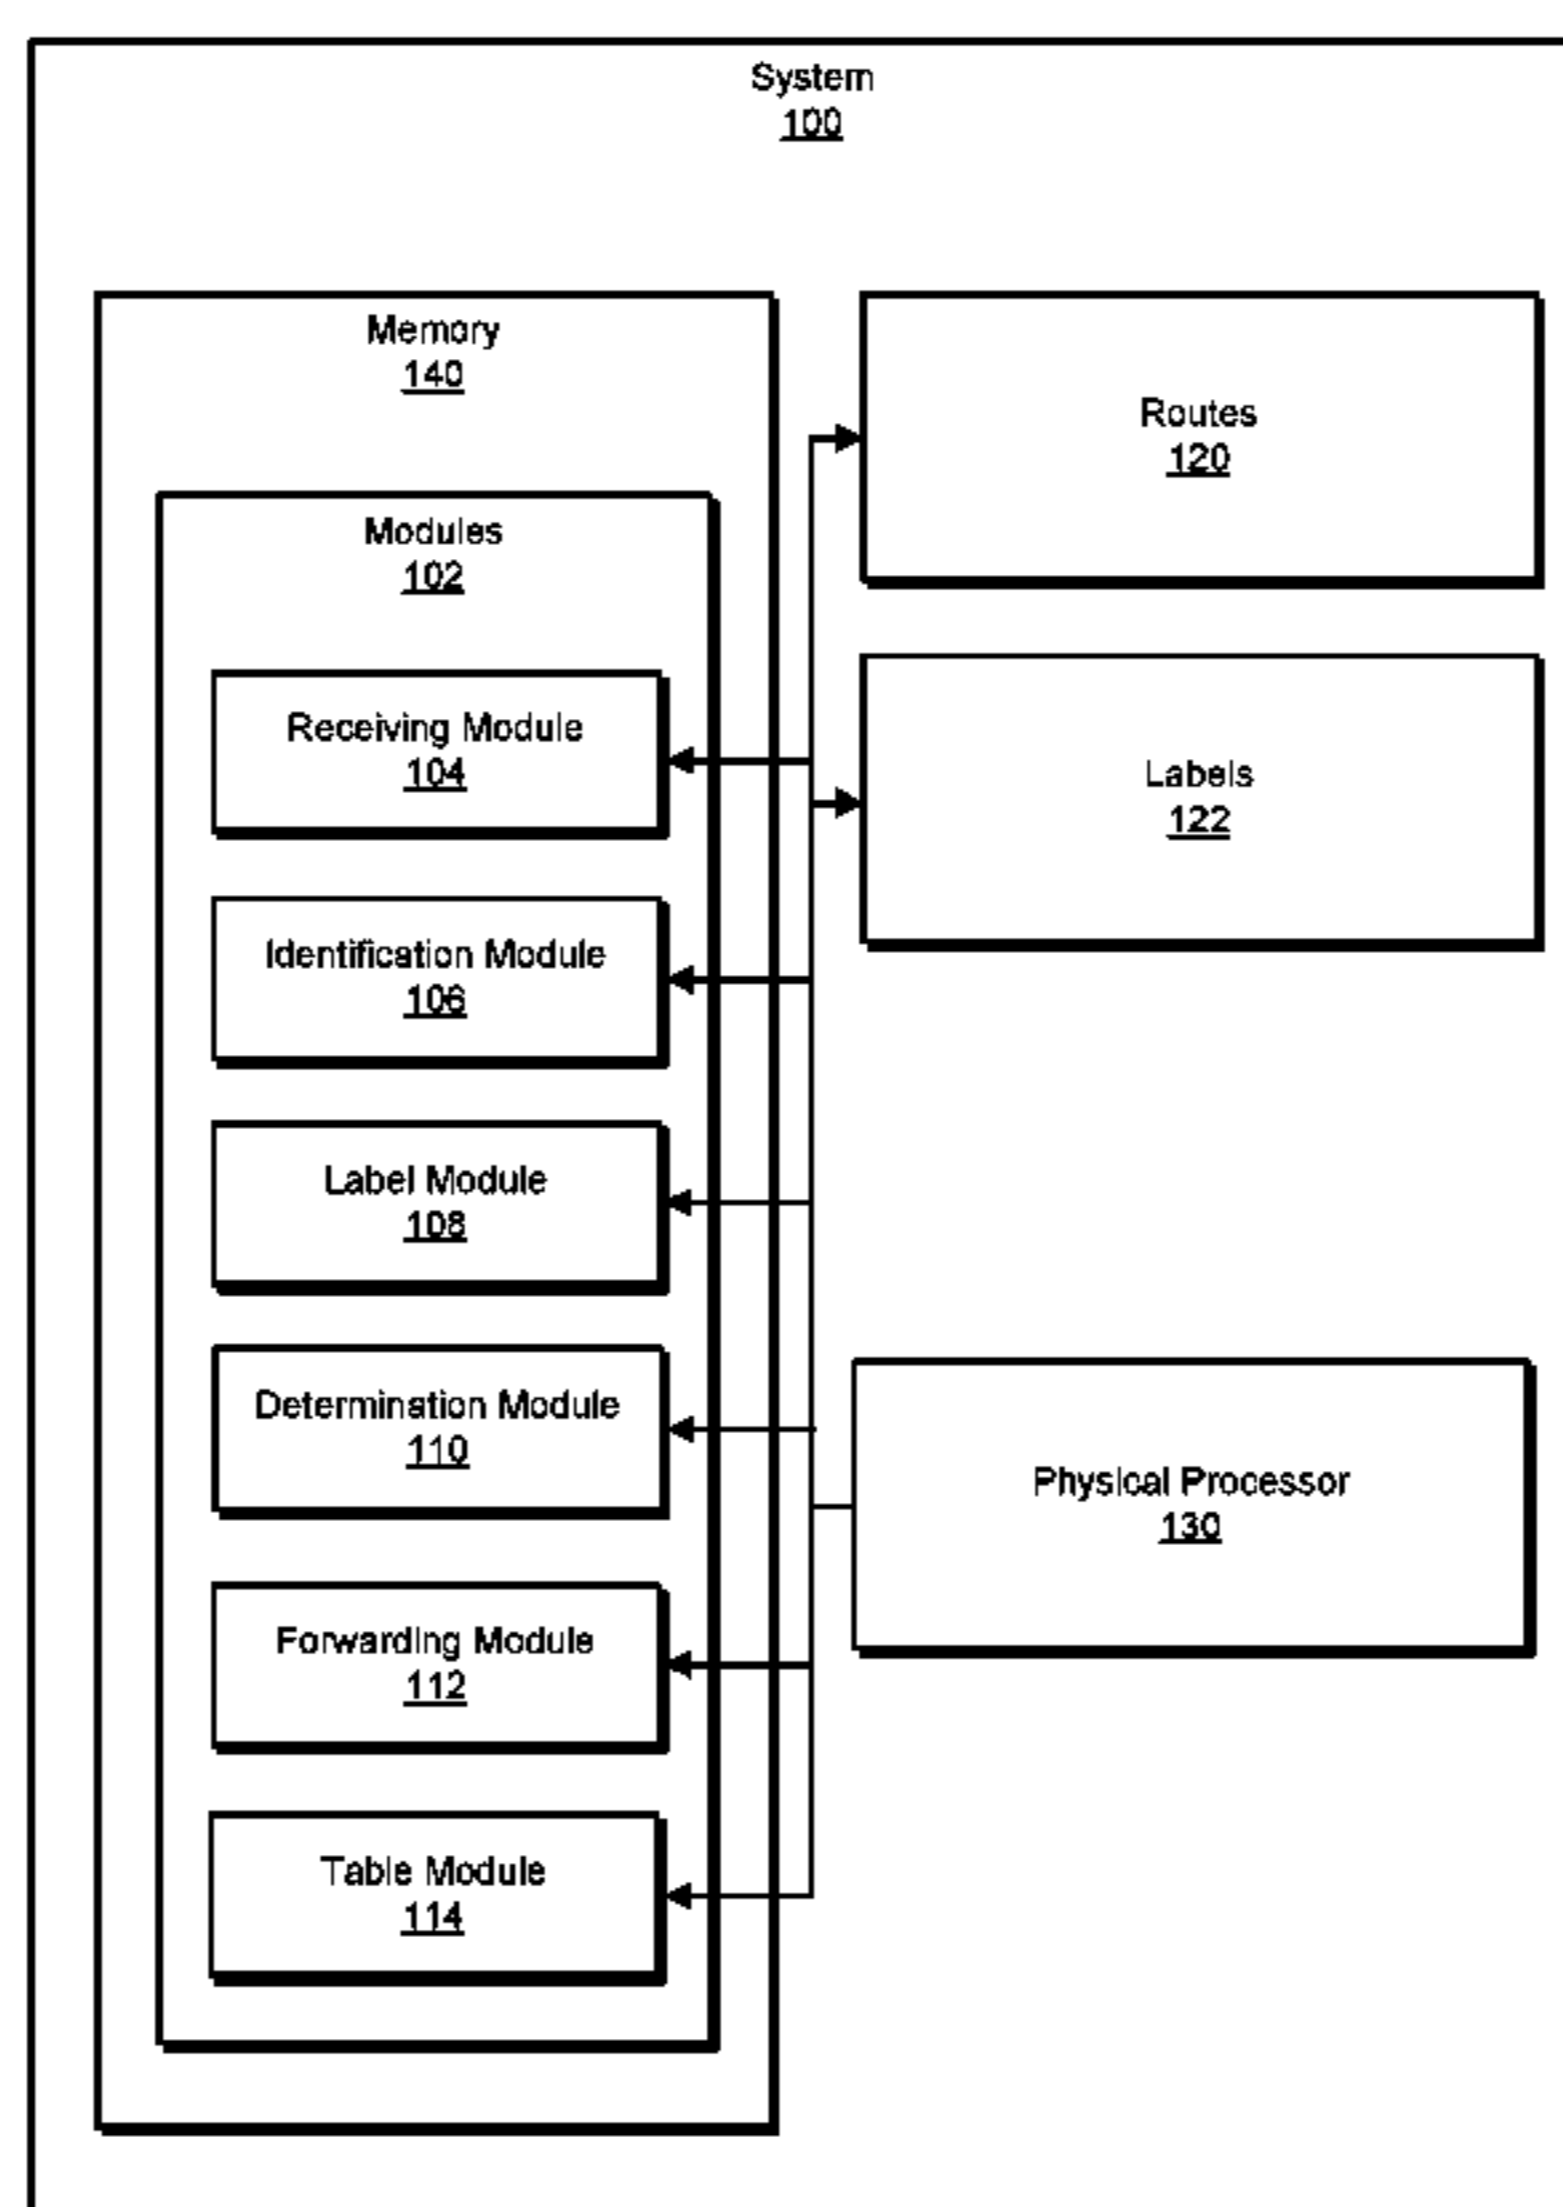 System
100
Memory
140
Modules
102
Receiving Module
104
Identification Module
106
Label Module
108
Determination Module
110
Forwarding Module
112
Table Module
114
Routes
120
Labels
122
Physical Processor
130